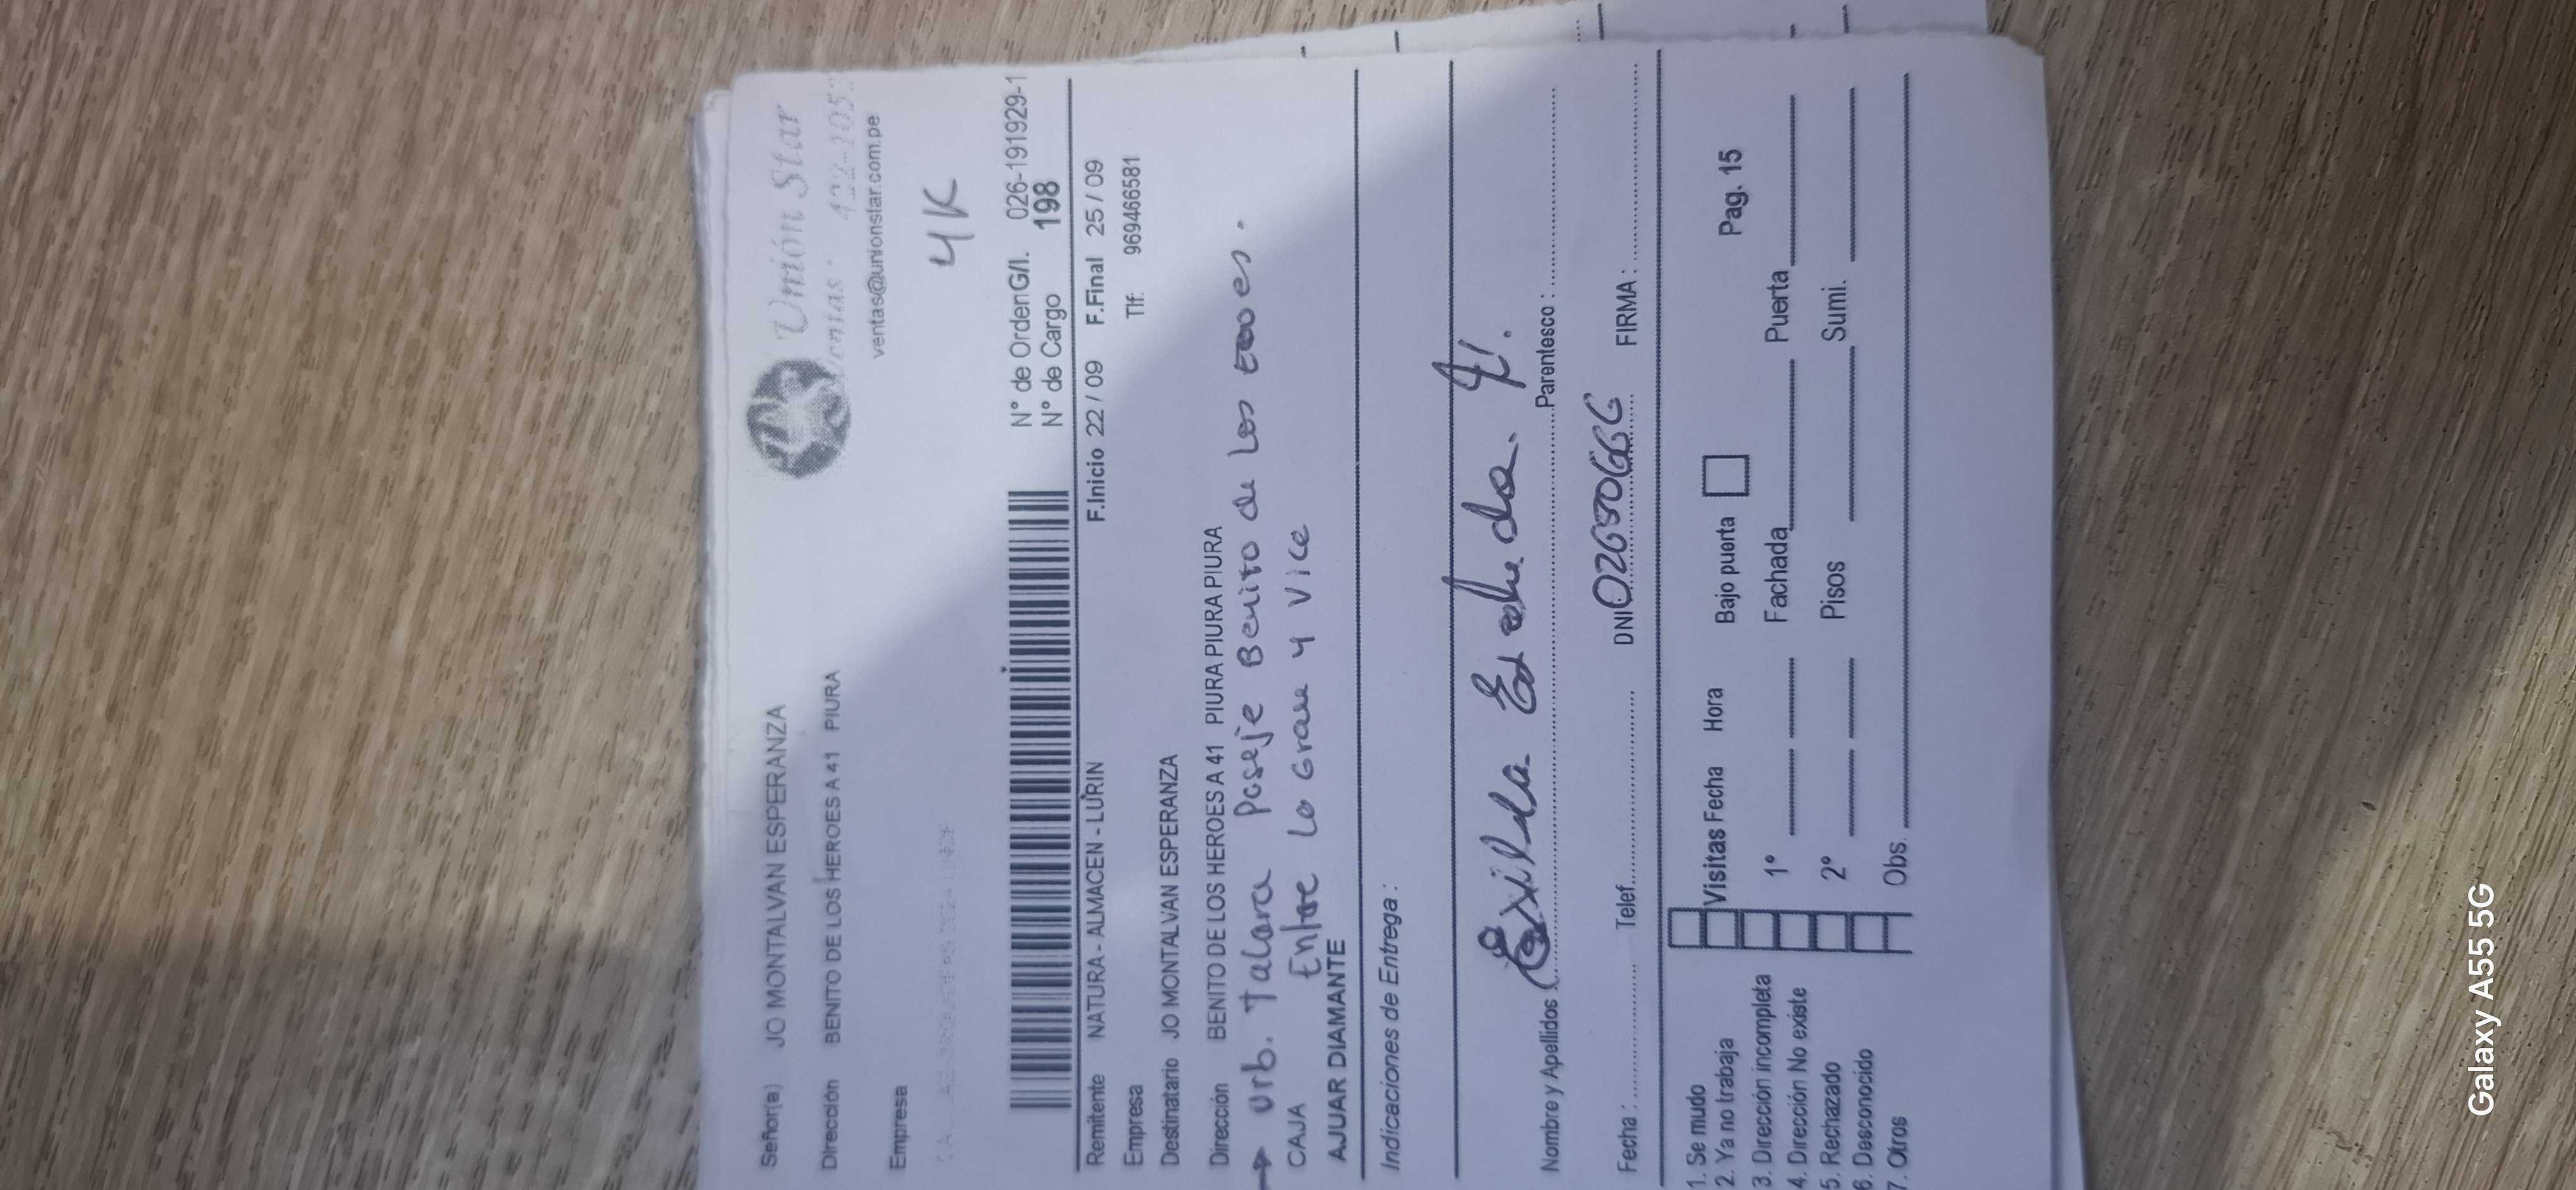 Unión Star
Señor(a) JO MONTALVAN ESPERANZA
Dirección BENITO DE LOS HEROES A 41 PIURA
ventas@unionstar.com.pe
Empresa
4K
N° de OrdenG/I. 026-191929-1
N° de Cargo 198
Remitente NATURA - ALMACEN - LURIN F.Inicio 22 / 09 F.Final 25 / 09
Empresa Tlf: 969466581
Destinatario JO MONTALVAN ESPERANZA
Dirección BENITO DE LOS HEROES A 41 PIURA PIURA PIURA
Urb. Talara Paseje Benito de Los
CAJA Entre La Grau y Vice
AJUAR DIAMANTE
Indicaciones de Entrega :
Nombre y Apellidos : Exilda Parentesco :
Fecha : Telef. DNI FIRMA :
1. Se mudo
2. Ya no trabaja
3. Dirección incompleta
4. Dirección No existe
5. Rechazado
6. Desconocido
7. Otros
Visitas Fecha Hora Bajo puerta Pag. 15
1° Fachada Puerta
2° Pisos Sumi.
Obs.
Galaxy A55 5G